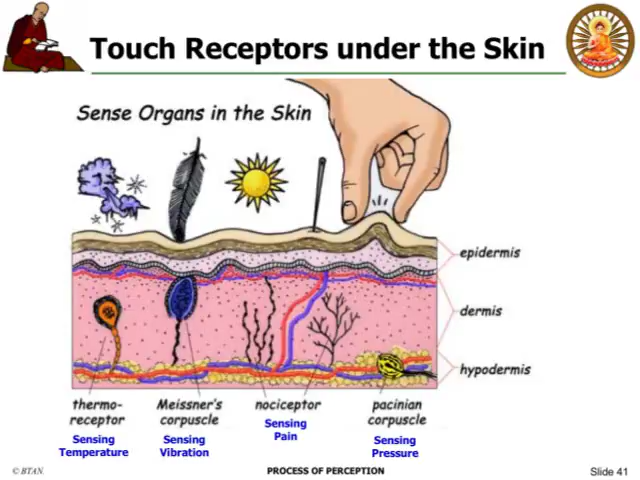 Touch Receptors under the Skin
Sense Organs in the Skin
epidermis
dermis
hypodermis
thermo-
receptor
Meissner's
corpuscle
nociceptor
pacinian
corpuscle
Sensing
Temperature
Sensing
Vibration
Sensing
Pain
Sensing
Pressure
© BTAN.
PROCESS OF PERCEPTION
Slide 41